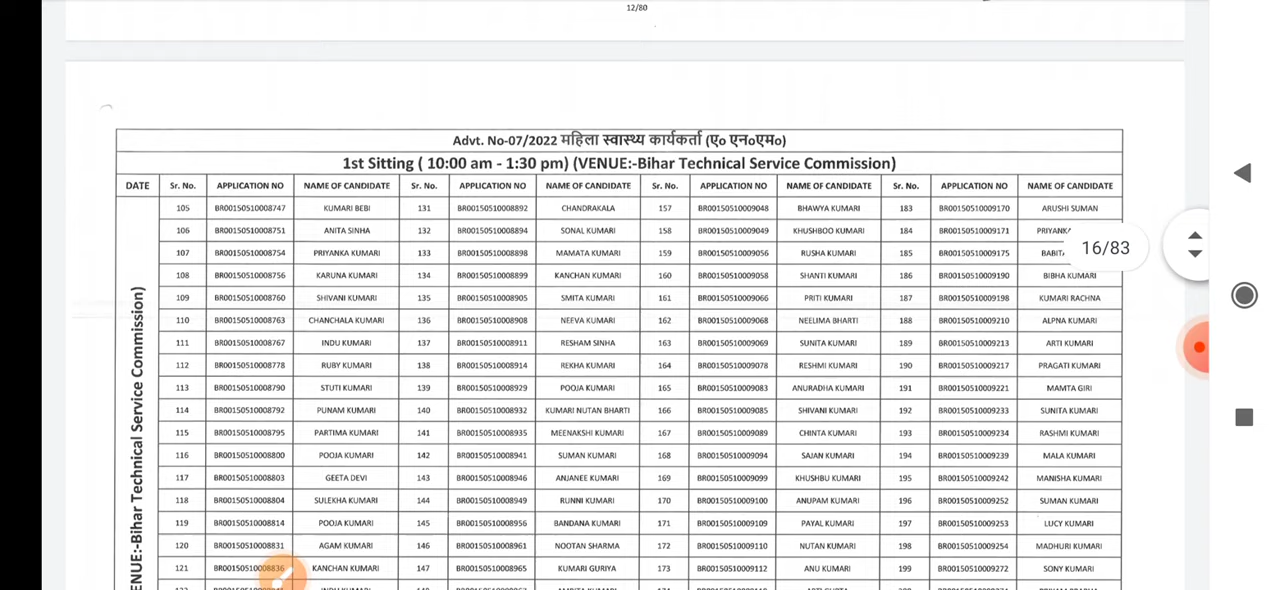 12/80
Advt. No-07/2022 महिला स्वास्थ्य कार्यकर्ता (ए० एन०एम०)
1st Sitting ( 10:00 am - 1:30 pm) (VENUE:-Bihar Technical Service Commission)
DATE Sr. No. APPLICATION NO NAME OF CANDIDATE Sr. No. APPLICATION NO NAME OF CANDIDATE Sr. No. APPLICATION NO NAME OF CANDIDATE Sr. No. APPLICATION NO NAME OF CANDIDATE
105 BR00150510008747 KUMARI BEBI 131 BR00150510008892 CHANDRAKALA 157 BR00150510009048 BHAWYA KUMARI 183 BR00150510009170 ARUSHI SUMAN
106 BR00150510008751 ANITA SINHA 132 BR00150510008894 SONAL KUMARI 158 BR00150510009049 KHUSHBOO KUMARI 184 BR00150510009171
107 BR00150510008754 PRIYANKA KUMARI 133 BR00150510008898 MAMATA KUMARI 159 BR00150510009056 RUSHA KUMARI 185 BR00150510009175
16/83
108 BR00150510008756 KARUNA KUMARI 134 BR00150510008899 KANCHAN KUMARI 160 BR00150510009058 SHANTI KUMARI 186 BR00150510009190 BIBHA KUMARI
109 BR00150510008760 SHIVANI KUMARI 135 BR00150510008905 SMITA KUMARI 161 BR00150510009066 PRITI KUMARI 187 BR00150510009198 KUMARI RACHNA
110 BR00150510008763 CHANCHALA KUMARI 136 BR00150510008908 NEEVA KUMARI 162 BR00150510009068 NEELIMA BHARTI 188 BR00150510009210 ALPNA KUMARI
111 BR00150510008767 INDU KUMARI 137 BR00150510008911 RESHAM SINHA 163 BR00150510009069 SUNITA KUMARI 189 BR00150510009213 ARTI KUMARI
112 BR00150510008778 RUBY KUMARI 138 BR00150510008914 REKHA KUMARI 164 BR00150510009078 RESHMI KUMARI 190 BR00150510009217 PRAGATI KUMARI
113 BR00150510008790 STUTI KUMARI 139 BR00150510008929 POOJA KUMARI 165 BR00150510009083 ANURADHA KUMARI 191 BR00150510009221 MAMTA GIRI
114 BR00150510008792 PUNAM KUMARI 140 BR00150510008932 KUMARI NUTAN BHARTI 166 BR00150510009085 SHIVANI KUMARI 192 BR00150510009233 SUNITA KUMARI
115 BR00150510008795 PARTIMA KUMARI 141 BR00150510008935 MEENAKSHI KUMARI 167 BR00150510009089 CHINTA KUMARI 193 BR00150510009234 RASHMI KUMARI
116 BR00150510008800 POOJA KUMARI 142 BR00150510008941 SUMAN KUMARI 168 BR00150510009094 SAJAN KUMARI 194 BR00150510009239 MALA KUMARI
117 BR00150510008803 GEETA DEVI 143 BR00150510008946 ANJANEE KUMARI 169 BR00150510009099 KHUSHBU KUMARI 195 BR00150510009242 MANISHA KUMARI
118 BR00150510008804 SULEKHA KUMARI 144 BR00150510008949 RUNNI KUMARI 170 BR00150510009100 ANUPAM KUMARI 196 BR00150510009252 SUMAN KUMARI
119 BR00150510008814 POOJA KUMARI 145 BR00150510008956 BANDANA KUMARI 171 BR00150510009109 PAYAL KUMARI 197 BR00150510009253 LUCY KUMARI
120 BR00150510008831 AGAM KUMARI 146 BR00150510008961 NOOTAN SHARMA 172 BR00150510009110 NUTAN KUMARI 198 BR00150510009254 MADHURI KUMARI
121 BR00150510008836 KANCHAN KUMARI 147 BR00150510008965 KUMARI GURIYA 173 BR00150510009112 ANU KUMARI 199 BR00150510009272 SONY KUMARI
ENUE:-Bihar Technical Service Commission)